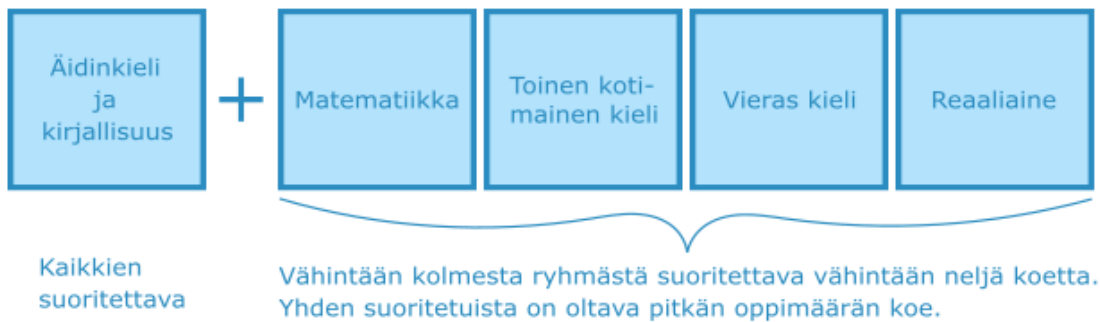 Äidinkieli
ja
kirjallisuus
+
Matematiikka
Toinen koti-
mainen kieli
Vieras kieli
Reaaliaine
Kaikkien
suoritettava
Vähintään kolmesta ryhmästä suoritettava vähintään neljä koetta.
Yhden suoritetuista on oltava pitkän oppimäärän koe.